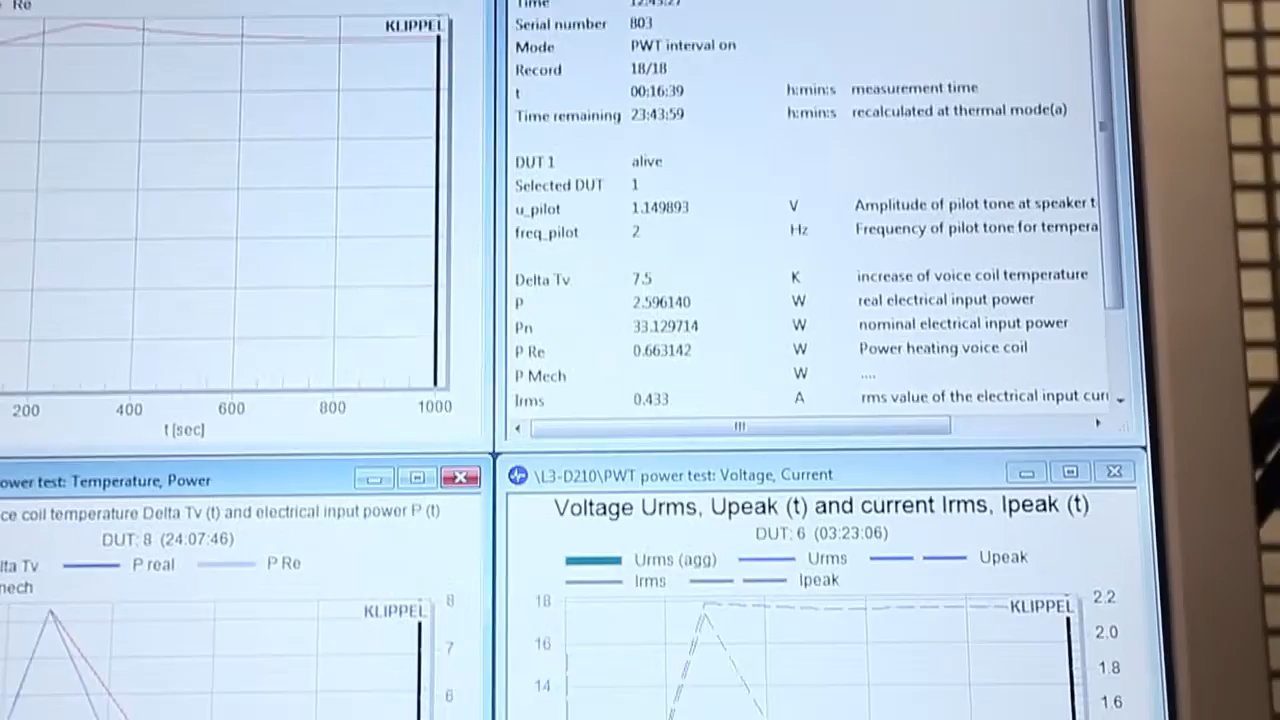 Re
KLIPPEL
200 400 600 800 1000
t [sec]
Time 12:45:27
Serial number 803
Mode PWT interval on
Record 18/18
t 00:16:39 h:min:s measurement time
Time remaining 23:43:59 h:min:s recalculated at thermal mode(a)
DUT 1 alive
Selected DUT 1
u_pilot 1.149893 V Amplitude of pilot tone at speaker t
freq_pilot 2 Hz Frequency of pilot tone for tempera
Delta Tv 7.5 K increase of voice coil temperature
P 2.596140 W real electrical input power
Pn 33.129714 W nominal electrical input power
P Re 0.663142 W Power heating voice coil
P Mech W ....
Irms 0.433 A rms value of the electrical input curr
ower test: Temperature, Power
ce coil temperature Delta Tv (t) and electrical input power P (t)
DUT: 8 (24:07:46)
lta Tv P real P Re
mech
KLIPPEL
8
7
6
\L3-D210\PWT power test: Voltage, Current
Voltage Urms, Upeak (t) and current Irms, Ipeak (t)
DUT: 6 (03:23:06)
Urms (agg) Urms Upeak
Irms Ipeak
KLIPPEL
18
16
14
2.2
2.0
1.8
1.6